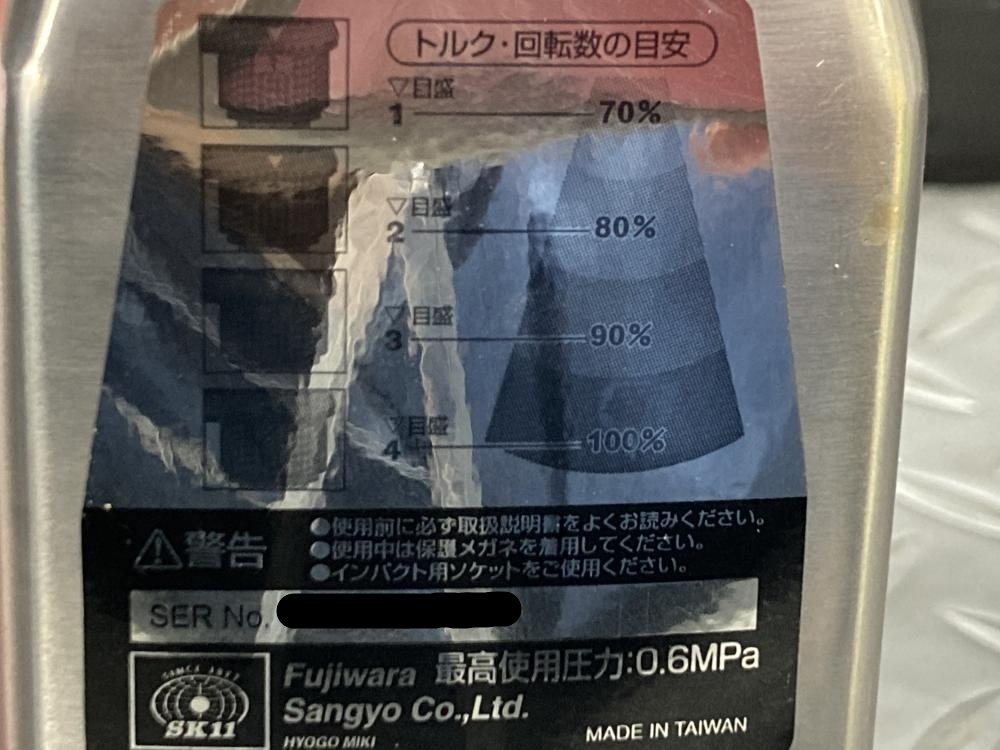 トルク・回転数の目安
▽目盛
1 70%
▽目盛
2 80%
▽目盛
3 90%
▽目盛
4 100%
⚠警告
●使用前に必ず取扱説明書をよくお読みください。
●使用中は保護メガネを着用してください。
●インパクト用ソケットをご使用ください。
SER No.
SINCE 1897
SK11
Fujiwara
Sangyo Co.,Ltd.
HYOGO MIKI
最高使用圧力:0.6MPa
MADE IN TAIWAN